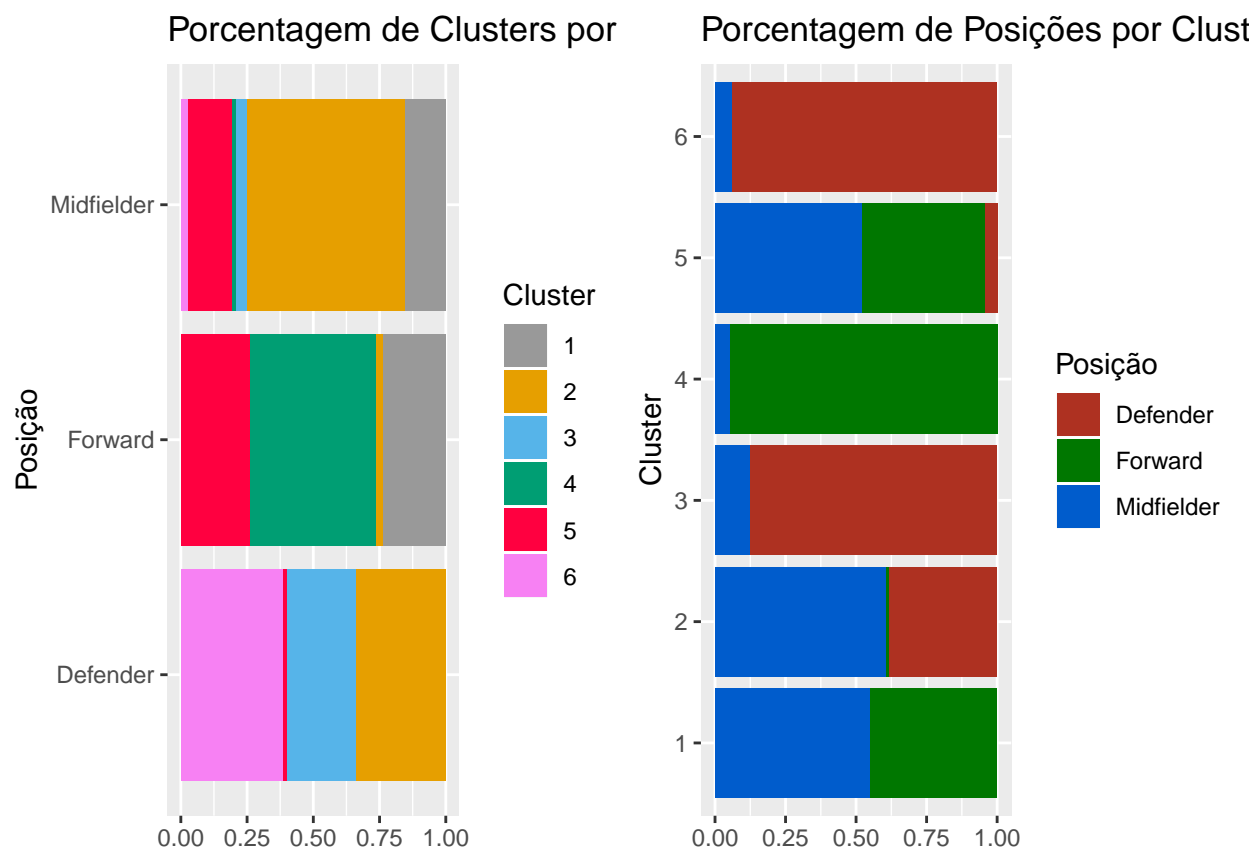 Porcentagem de Clusters por
Posição
Midfielder
Forward
Defender
0.00 0.25 0.50 0.75 1.00
Cluster
1
2
3
4
5
6
Porcentagem de Posições por Clust
Cluster
6
5
4
3
2
1
0.00 0.25 0.50 0.75 1.00
Posição
Defender
Forward
Midfielder